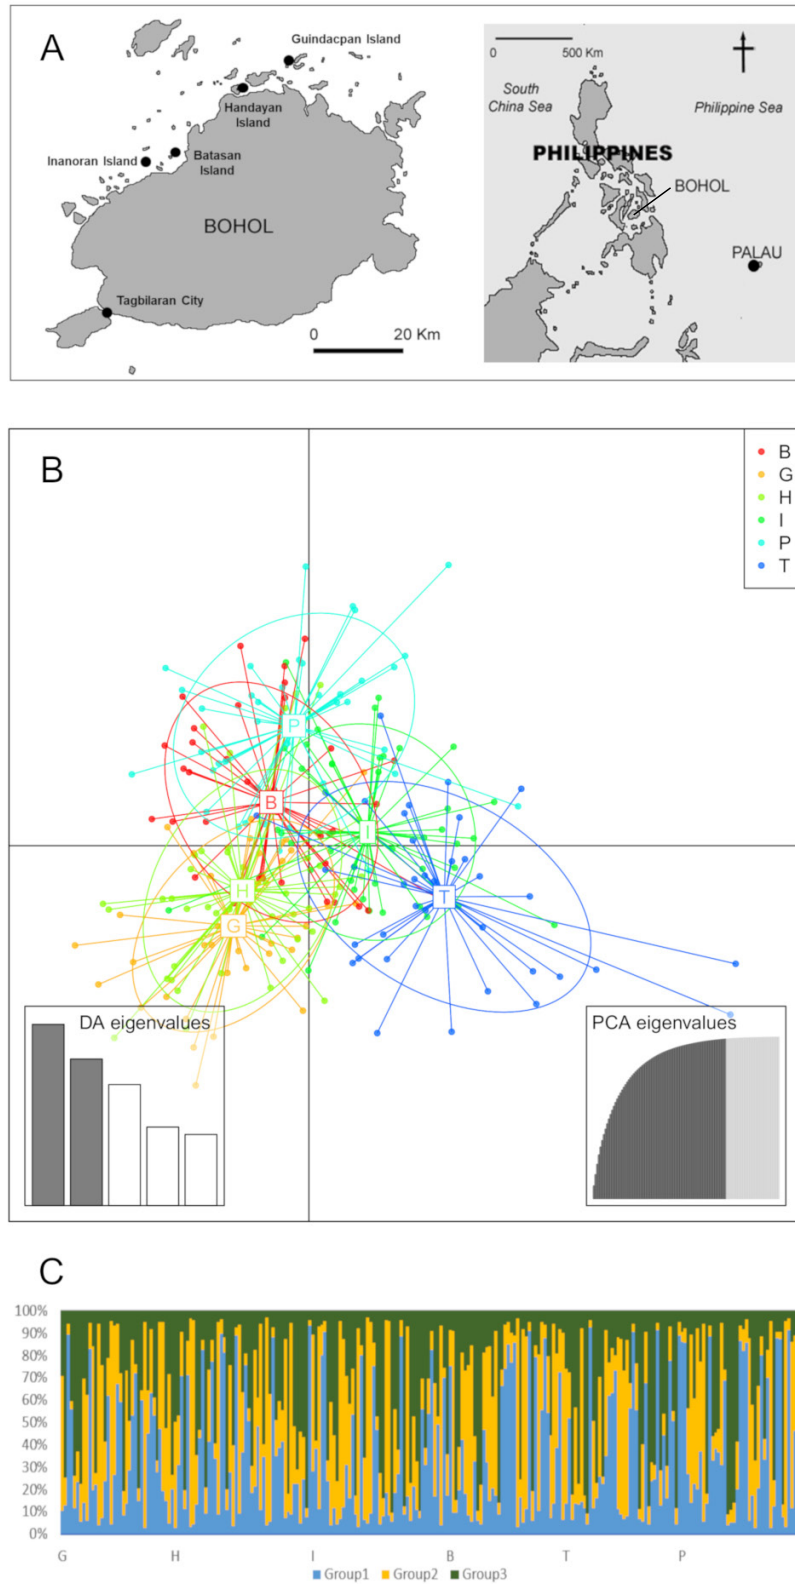 A
Guindacpan Island
Handayan
Island
Inanoran Island
Batasan
Island
BOHOL
Tagbilaran City
0 20 Km
0 500 Km
South
China Sea
Philippine Sea
PHILIPPINES
BOHOL
PALAU
B
B
G
H
I
P
T
P
B
I
H
T
G
DA eigenvalues
PCA eigenvalues
C
100%
90%
80%
70%
60%
50%
40%
30%
20%
10%
0%
G H I B T P
Group1 Group2 Group3